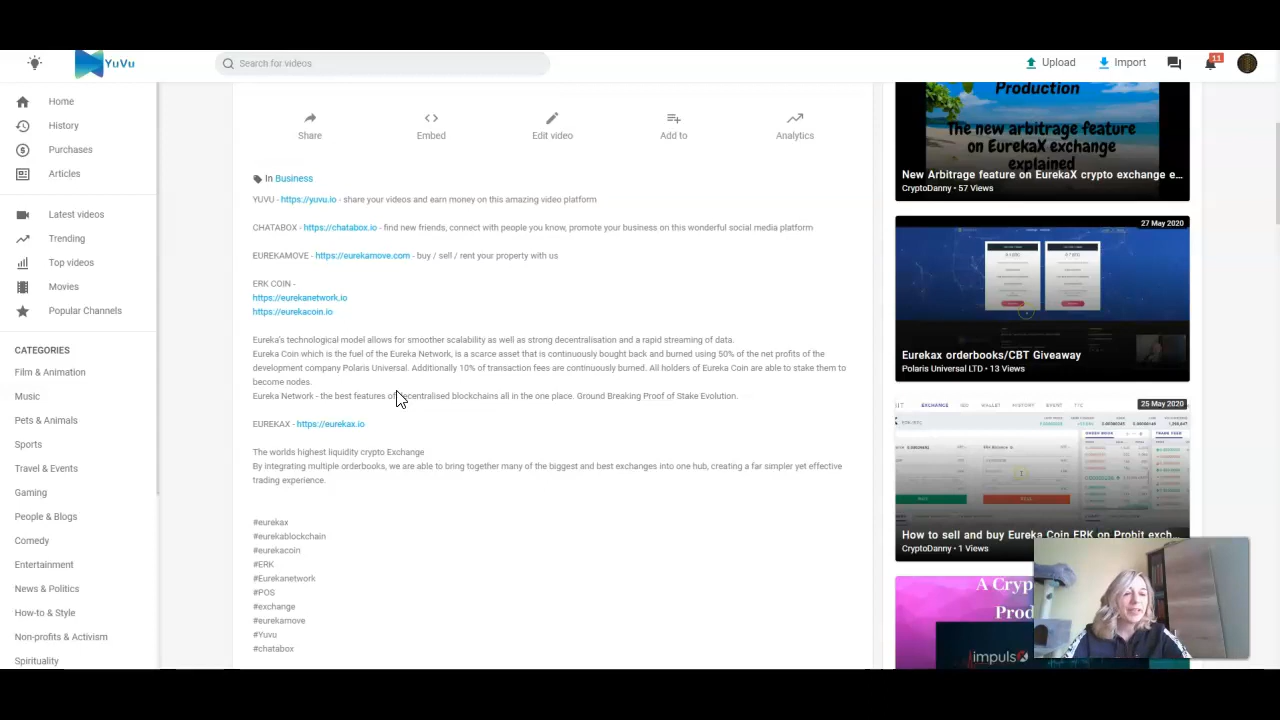 YuVu
Search for videos
Upload
Import
11
Home
History
Purchases
Articles
Latest videos
Trending
Top videos
Movies
Popular Channels
CATEGORIES
Film & Animation
Music
Pets & Animals
Sports
Travel & Events
Gaming
People & Blogs
Comedy
Entertainment
News & Politics
How-to & Style
Non-profits & Activism
Spirituality
Share
Embed
Edit video
Add to
Analytics
In Business
YUVU - https://yuvu.io - share your videos and earn money on this amazing video platform
CHATABOX - https://chatabox.io - find new friends, connect with people you know, promote your business on this wonderful social media platform
EUREKAMOVE - https://eurekamove.com - buy / sell / rent your property with us
ERK COIN -
https://eurekanetwork.io
https://eurekacoin.io
Eureka's technological model allows for smoother scalability as well as strong decentralisation and a rapid streaming of data.
Eureka Coin which is the fuel of the Eureka Network, is a scarce asset that is continuously bought back and burned using 50% of the net profits of the
development company Polaris Universal. Additionally 10% of transaction fees are continuously burned. All holders of Eureka Coin are able to stake them to
become nodes.
Eureka Network - the best features of decentralised blockchains all in the one place. Ground Breaking Proof of Stake Evolution.
EUREKAX - https://eurekax.io
The worlds highest liquidity crypto Exchange
By integrating multiple orderbooks, we are able to bring together many of the biggest and best exchanges into one hub, creating a far simpler yet effective
trading experience.
#eurekax
#eurekablockchain
#eurekacoin
#ERK
#Eurekanetwork
#POS
#exchange
#eurekamove
#Yuvu
#chatabox
Production
The new arbitrage feature
on EurekaX exchange
explained
New Arbitrage feature on EurekaX crypto exchange e...
CryptoDanny • 57 Views
27 May 2020
Eurekax orderbooks/CBT Giveaway
Polaris Universal LTD • 13 Views
25 May 2020
EXCHANGE
WALLET
HISTORY
EVENT
How to sell and buy Eureka Coin ERK on Probit exch...
CryptoDanny • 1 Views
A Cryp
Prod
impulsX